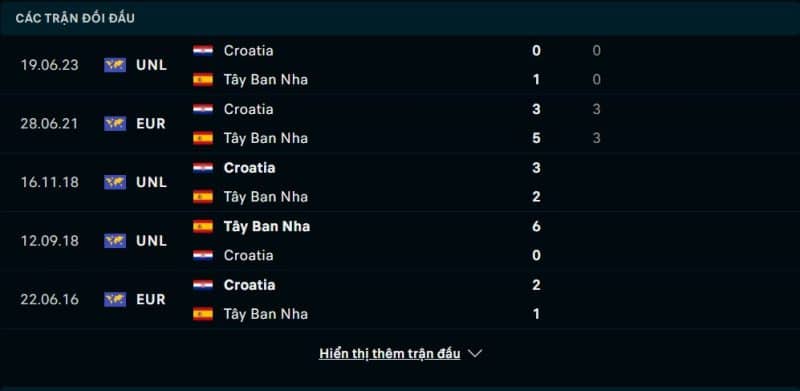 CÁC TRẬN ĐỐI ĐẦU
19.06.23 UNL Croatia 0 0
Tây Ban Nha 1 0
28.06.21 EUR Croatia 3 3
Tây Ban Nha 5 3
16.11.18 UNL Croatia 3
Tây Ban Nha 2
12.09.18 UNL Tây Ban Nha 6
Croatia 0
22.06.16 EUR Croatia 2
Tây Ban Nha 1
Hiển thị thêm trận đấu